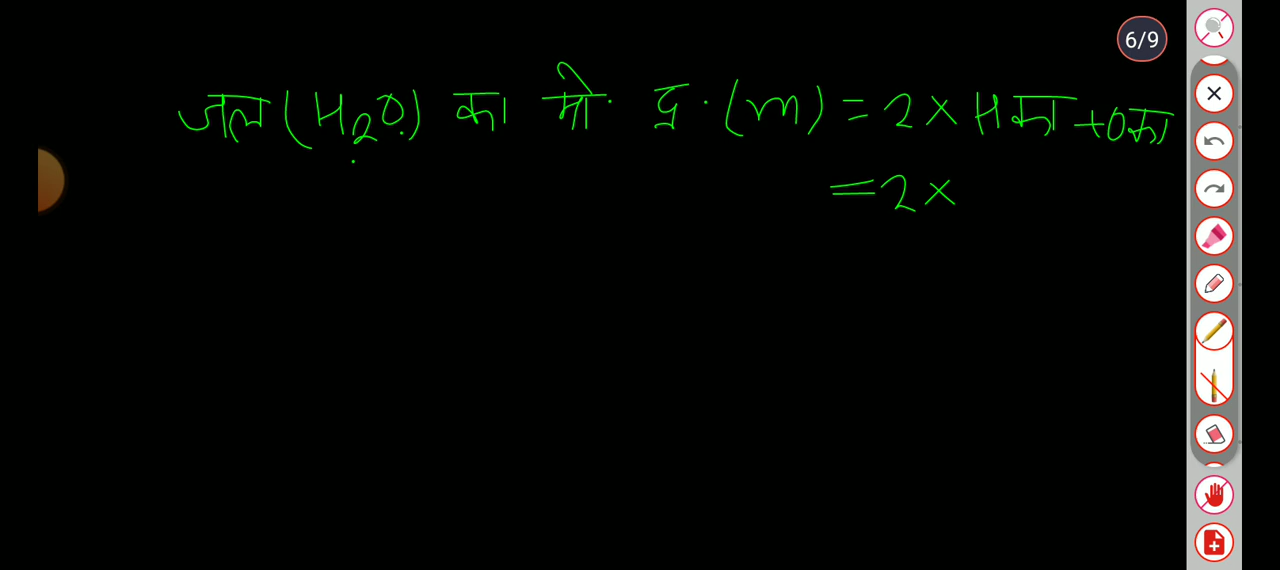 6/9
जल (H2O) का मो. द्र. (m) = 2 × H का + O का
= 2 ×